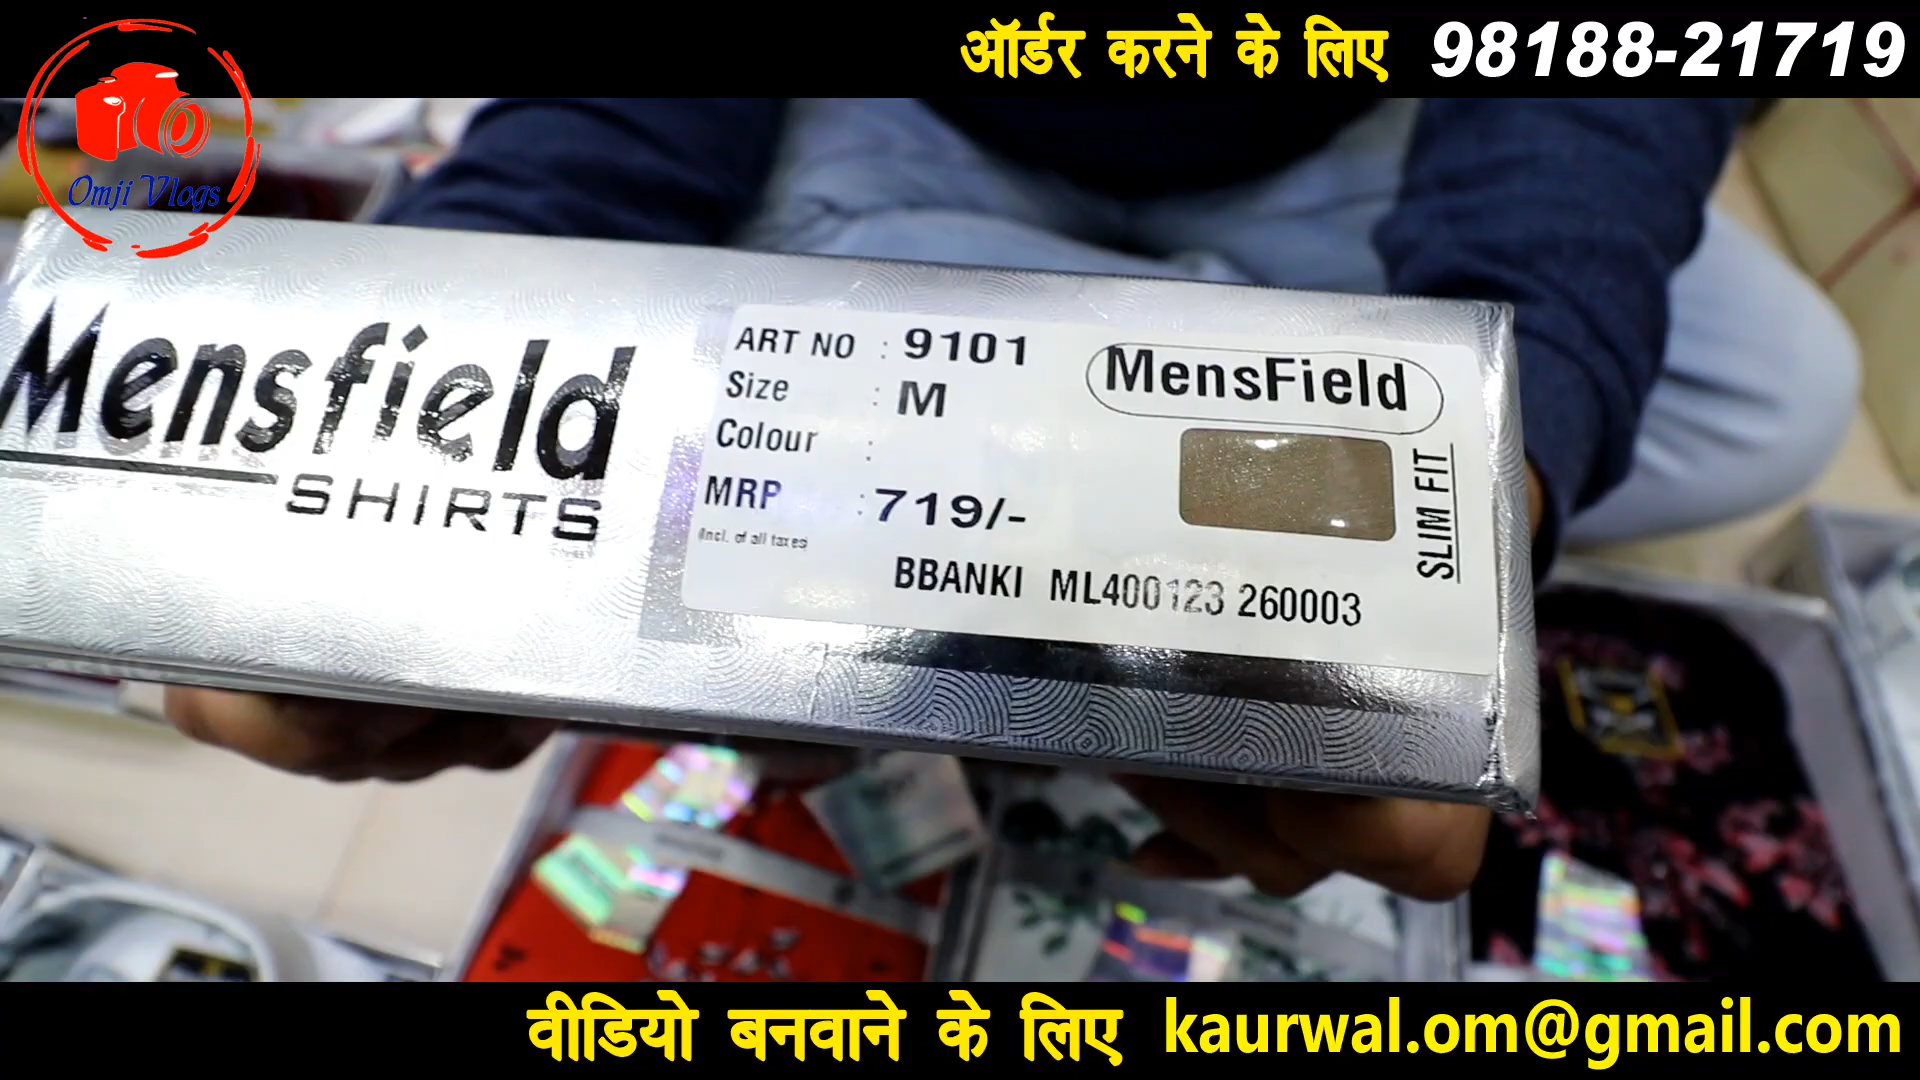 ऑर्डर करने के लिए 98188-21719
Omji Vlogs
Mensfield
SHIRTS
ART NO : 9101
Size : M
Colour :
MRP : 719/-
(Incl. of all taxes)
BBANKI ML400123 260003
MensField
SLIM FIT
वीडियो बनवाने के लिए kaurwal.om@gmail.com